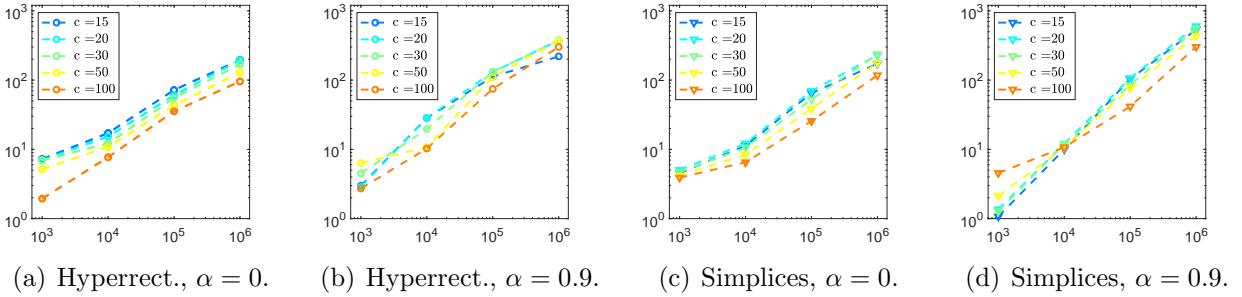 10^3
10^2
10^1
10^0
c =15
c =20
c =30
c =50
c =100
10^3 10^4 10^5 10^6
(a) Hyperrect., α = 0.
10^3
10^2
10^1
10^0
c =15
c =20
c =30
c =50
c =100
10^3 10^4 10^5 10^6
(b) Hyperrect., α = 0.9.
10^3
10^2
10^1
10^0
c =15
c =20
c =30
c =50
c =100
10^3 10^4 10^5 10^6
(c) Simplices, α = 0.
10^3
10^2
10^1
10^0
c =15
c =20
c =30
c =50
c =100
10^3 10^4 10^5 10^6
(d) Simplices, α = 0.9.